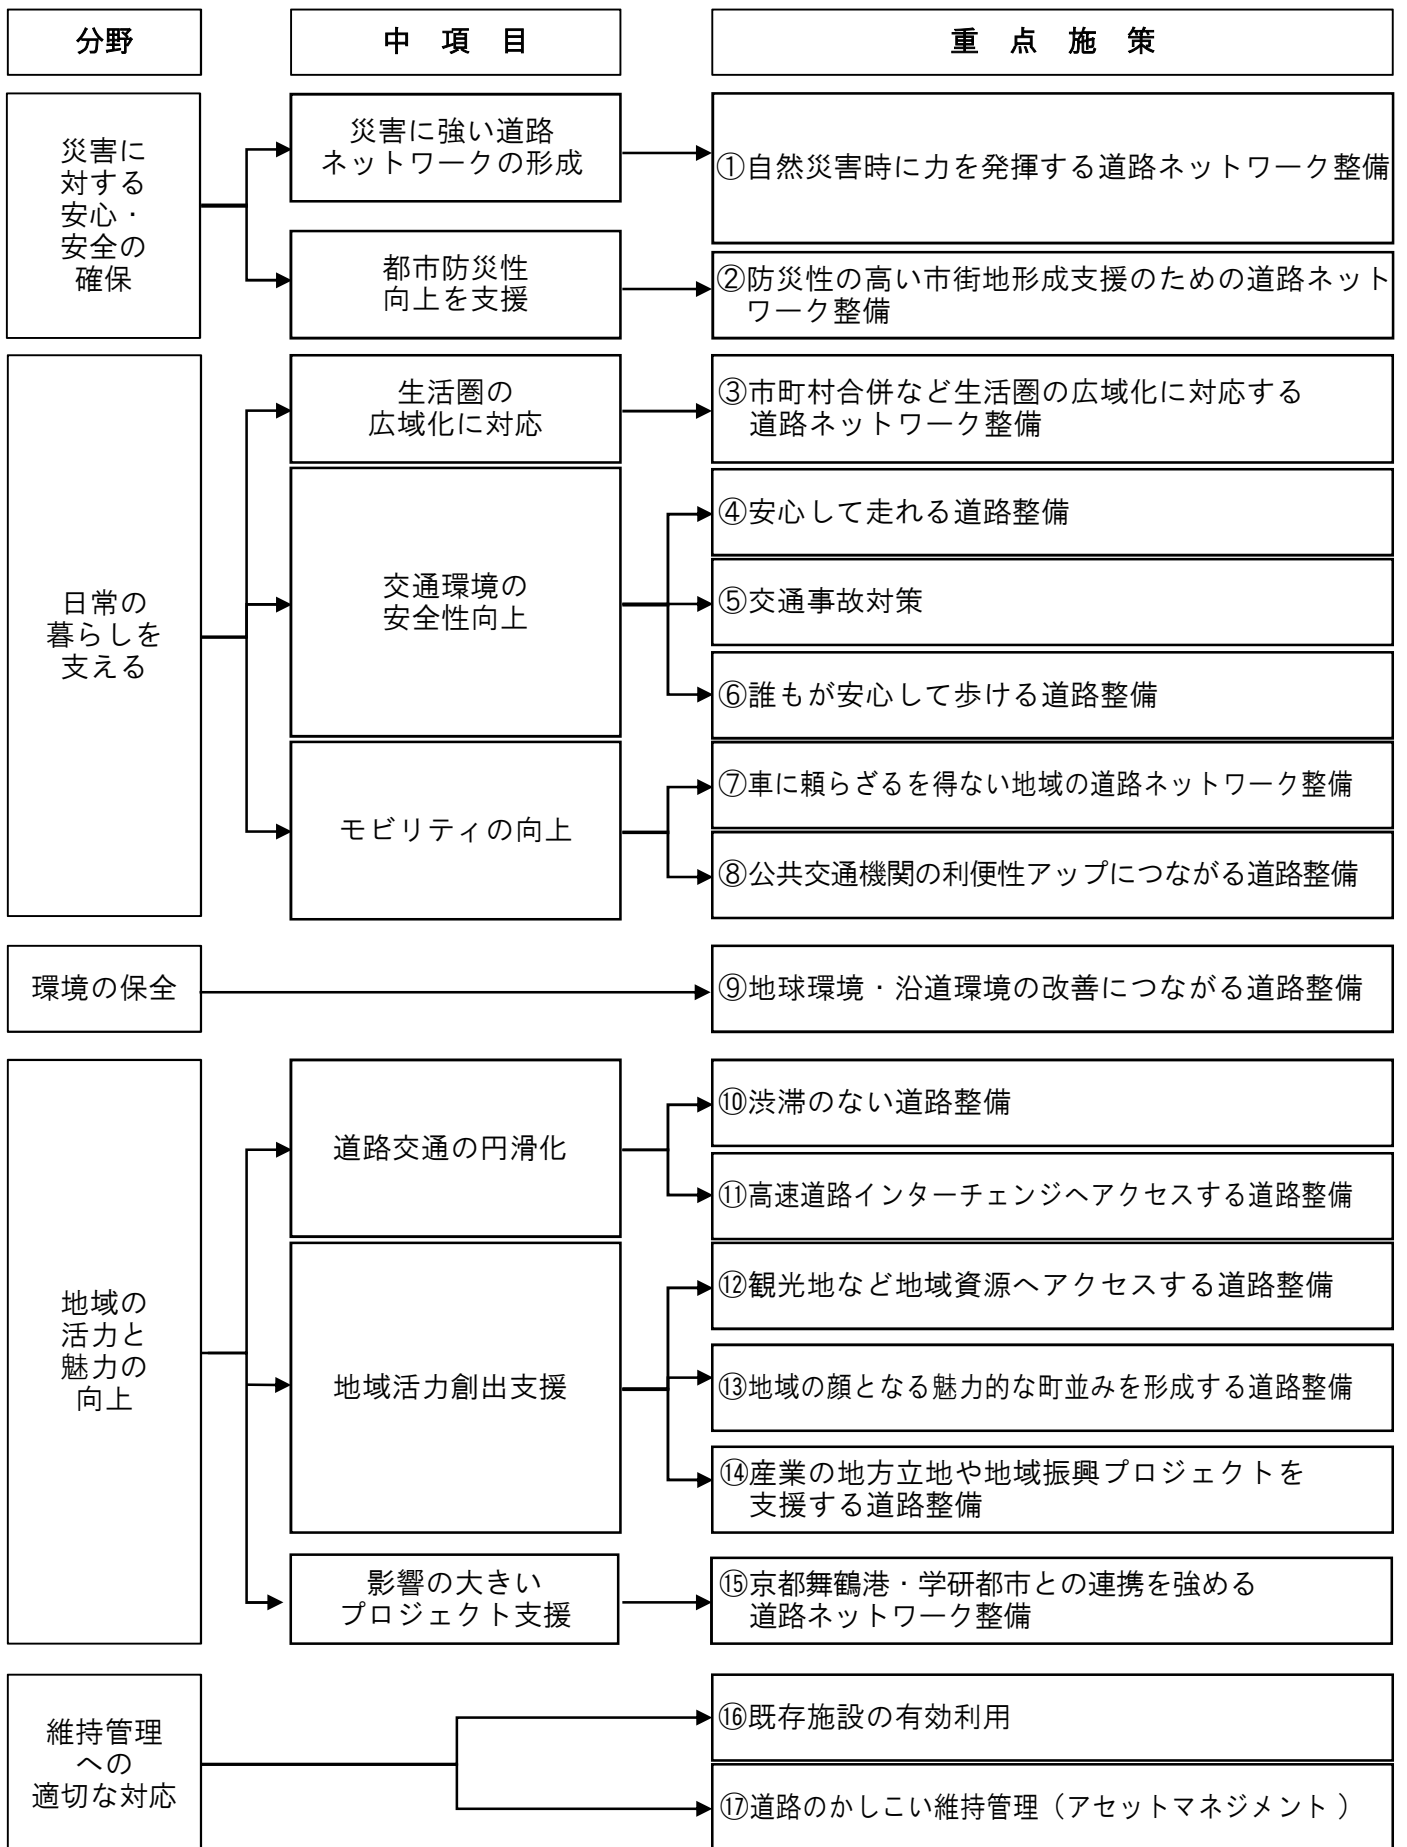 分野
中　項　目
重　点　施　策
災害に
対する
安心・
安全の
確保
災害に強い道路
ネットワークの形成
①自然災害時に力を発揮する道路ネットワーク整備
都市防災性
向上を支援
②防災性の高い市街地形成支援のための道路ネット
ワーク整備
日常の
暮らしを
支える
生活圏の
広域化に対応
③市町村合併など生活圏の広域化に対応する
道路ネットワーク整備
交通環境の
安全性向上
④安心して走れる道路整備
⑤交通事故対策
⑥誰もが安心して歩ける道路整備
モビリティの向上
⑦車に頼らざるを得ない地域の道路ネットワーク整備
⑧公共交通機関の利便性アップにつながる道路整備
環境の保全
⑨地球環境・沿道環境の改善につながる道路整備
地域の
活力と
魅力の
向上
道路交通の円滑化
⑩渋滞のない道路整備
⑪高速道路インターチェンジへアクセスする道路整備
地域活力創出支援
⑫観光地など地域資源へアクセスする道路整備
⑬地域の顔となる魅力的な町並みを形成する道路整備
⑭産業の地方立地や地域振興プロジェクトを
支援する道路整備
影響の大きい
プロジェクト支援
⑮京都舞鶴港・学研都市との連携を強める
道路ネットワーク整備
維持管理
への
適切な対応
⑯既存施設の有効利用
⑰道路のかしこい維持管理（アセットマネジメント ）